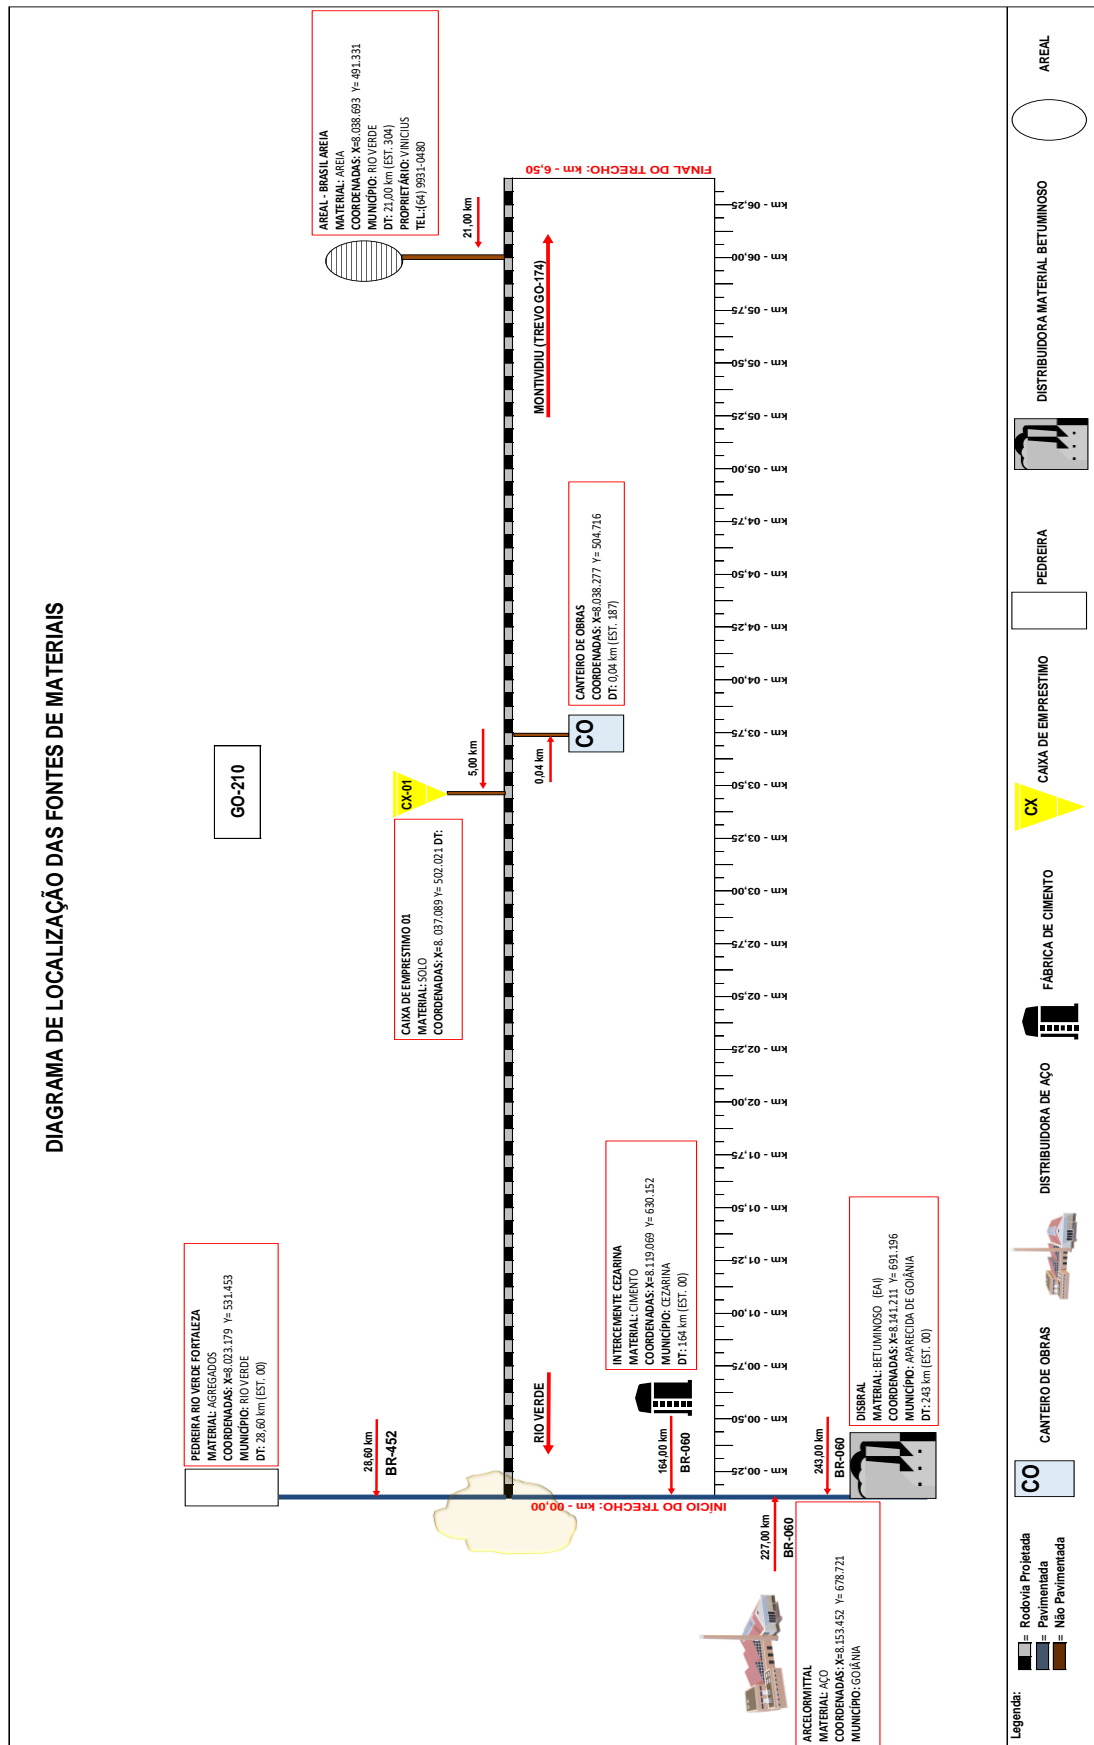 DIAGRAMA DE LOCALIZAÇÃO DAS FONTES DE MATERIAIS
GO-210
PEDREIRA RIO VERDE FORTALEZA
MATERIAL: AGREGADOS
COORDENADAS: X=8.023.179 Y= 531.453
MUNICÍPIO: RIO VERDE
DT: 28,60 km (EST. 00)
28,60 km
BR-452
CAIXA DE EMPRESTIMO 01
MATERIAL: SOLO
COORDENADAS: X=8. 037.089 Y= 502.021 DT:
CX-01
5,00 km
AREAL - BRASIL AREIA
MATERIAL: AREIA
COORDENADAS: X=8.038.693 Y= 491.331
MUNICÍPIO: RIO VERDE
DT: 21,00 km (EST. 304)
PROPRIETÁRIO: VINICIUS
TEL.:(64) 9931-0480
21,00 km
RIO VERDE
MONTIVIDIU (TREVO GO-174)
0,04 km
CO
CANTEIRO DE OBRAS
COORDENADAS: X=8.038.277 Y= 504.716
DT: 0,04 km (EST. 187)
INÍCIO DO TRECHO: km - 00,00
FINAL DO TRECHO: km - 6,50
INTERCEMENTE CEZARINA
MATERIAL: CIMENTO
COORDENADAS: X=8.119.069 Y= 630.152
MUNICÍPIO: CEZARINA
DT: 164 km (EST. 00)
164,00 km
BR-060
km - 00,25
km - 00,50
km - 00,75
km - 01,00
km - 01,25
km - 01,50
km - 01,75
km - 02,00
km - 02,25
km - 02,50
km - 02,75
km - 03,00
km - 03,25
km - 03,50
km - 03,75
km - 04,00
km - 04,25
km - 04,50
km - 04,75
km - 05,00
km - 05,25
km - 05,50
km - 05,75
km - 06,00
km - 06,25
227,00 km
BR-060
243,00 km
BR-060
DISBRAL
MATERIAL: BETUMINOSO (EAI)
COORDENADAS: X=8.141.211 Y= 691.196
MUNICÍPIO: APARECIDA DE GOIÂNIA
DT: 243 km (EST. 00)
ARCELORMITTAL
MATERIAL: AÇO
COORDENADAS: X=8.153.452 Y= 678.721
MUNICÍPIO: GOIÂNIA
Legenda:
= Rodovia Projetada
= Pavimentada
= Não Pavimentada
CO
CANTEIRO DE OBRAS
DISTRIBUIDORA DE AÇO
FÁBRICA DE CIMENTO
CX
CAIXA DE EMPRESTIMO
PEDREIRA
DISTRIBUIDORA MATERIAL BETUMINOSO
AREAL